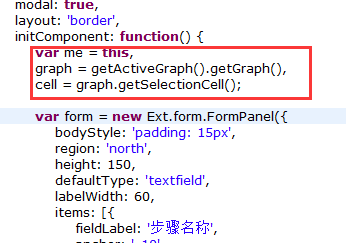 modal: true,
layout: 'border',
initComponent: function() {
var me = this,
graph = getActiveGraph().getGraph(),
cell = graph.getSelectionCell();
var form = new Ext.form.FormPanel({
bodyStyle: 'padding: 15px',
region: 'north',
height: 150,
defaultType: 'textfield',
labelWidth: 60,
items: [{
fieldLabel: '步骤名称',